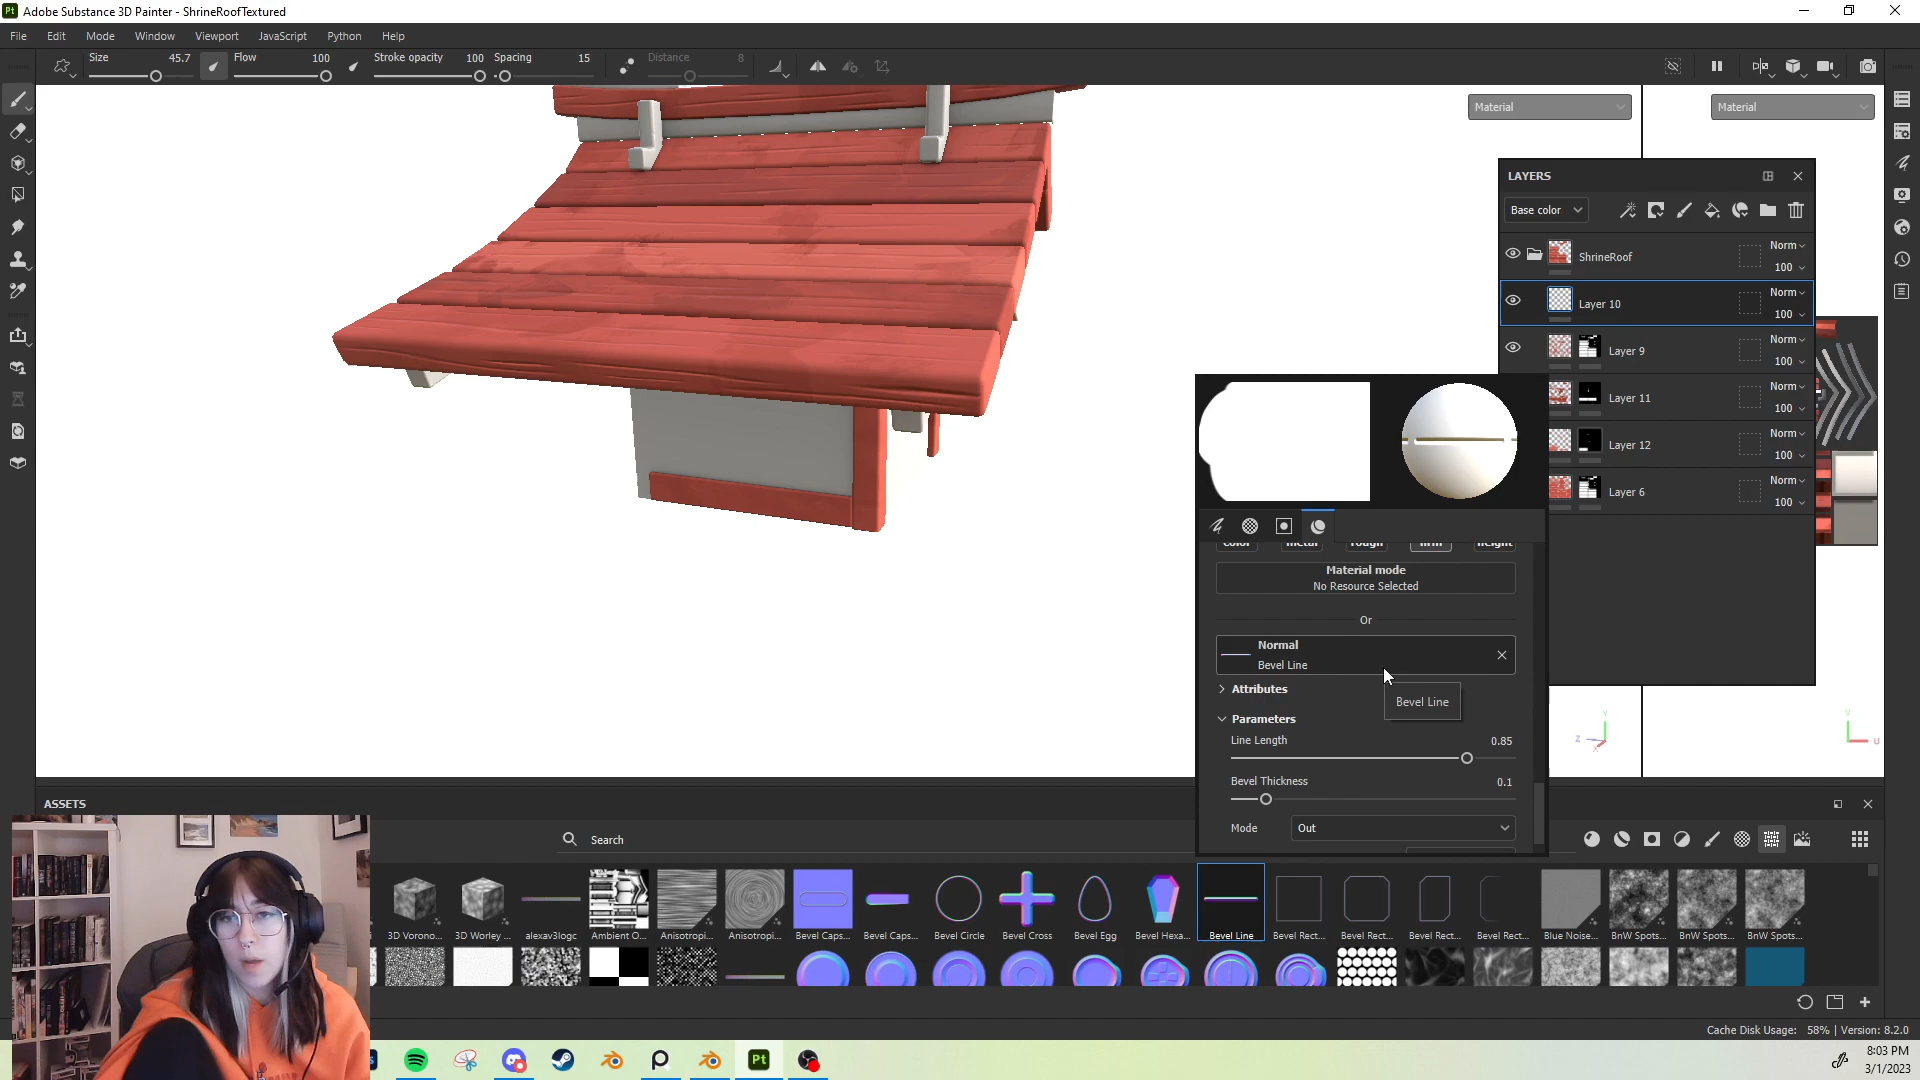 Adobe Substance 3D Painter - ShrineRoofTextured
File Edit Mode Window Viewport JavaScript Python Help
Size 45.7 Flow 100 Stroke opacity 100 Spacing 15 Distance 8
Material Material
LAYERS
Base color
ShrineRoof Norm 100
Layer 10 Norm 100
Layer 9 Norm 100
Layer 11 Norm 100
Layer 12 Norm 100
Layer 6 Norm 100
color metal rough nrm height
Material mode
No Resource Selected
Or
Normal
Bevel Line
Attributes
Bevel Line
Parameters
Line Length 0.85
Bevel Thickness 0.1
Mode Out
ASSETS
Search
3D Vorono... 3D Worley ... alexav3logc Ambient O... Anisotropi... Anisotropi... Bevel Caps... Bevel Caps... Bevel Circle Bevel Cross Bevel Egg Bevel Hexa... Bevel Line Bevel Rect... Bevel Rect... Bevel Rect... Bevel Rect... Blue Noise... BnW Spots... BnW Spots... BnW Spots...
Cache Disk Usage: 58% | Version: 8.2.0
8:03 PM
3/1/2023